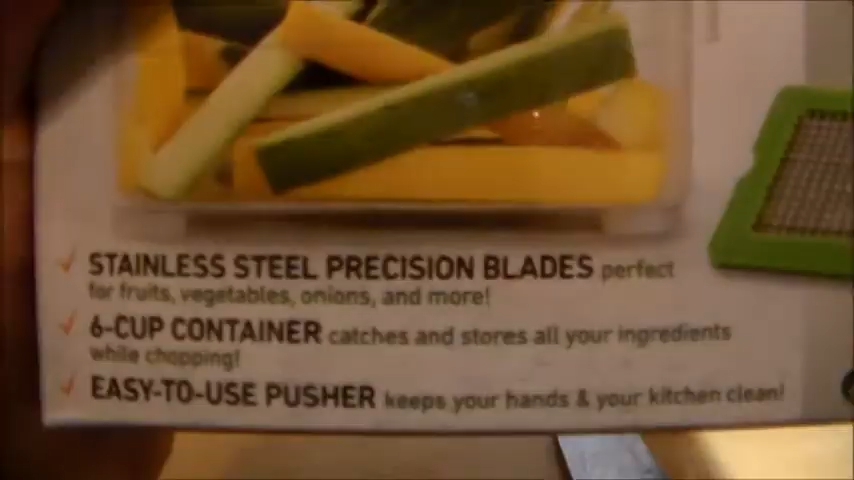 STAINLESS STEEL PRECISION BLADES perfect
for fruits, vegetables, onions, and more!
6-CUP CONTAINER catches and stores all your ingredients
while chopping!
EASY-TO-USE PUSHER keeps your hands & your kitchen clean!